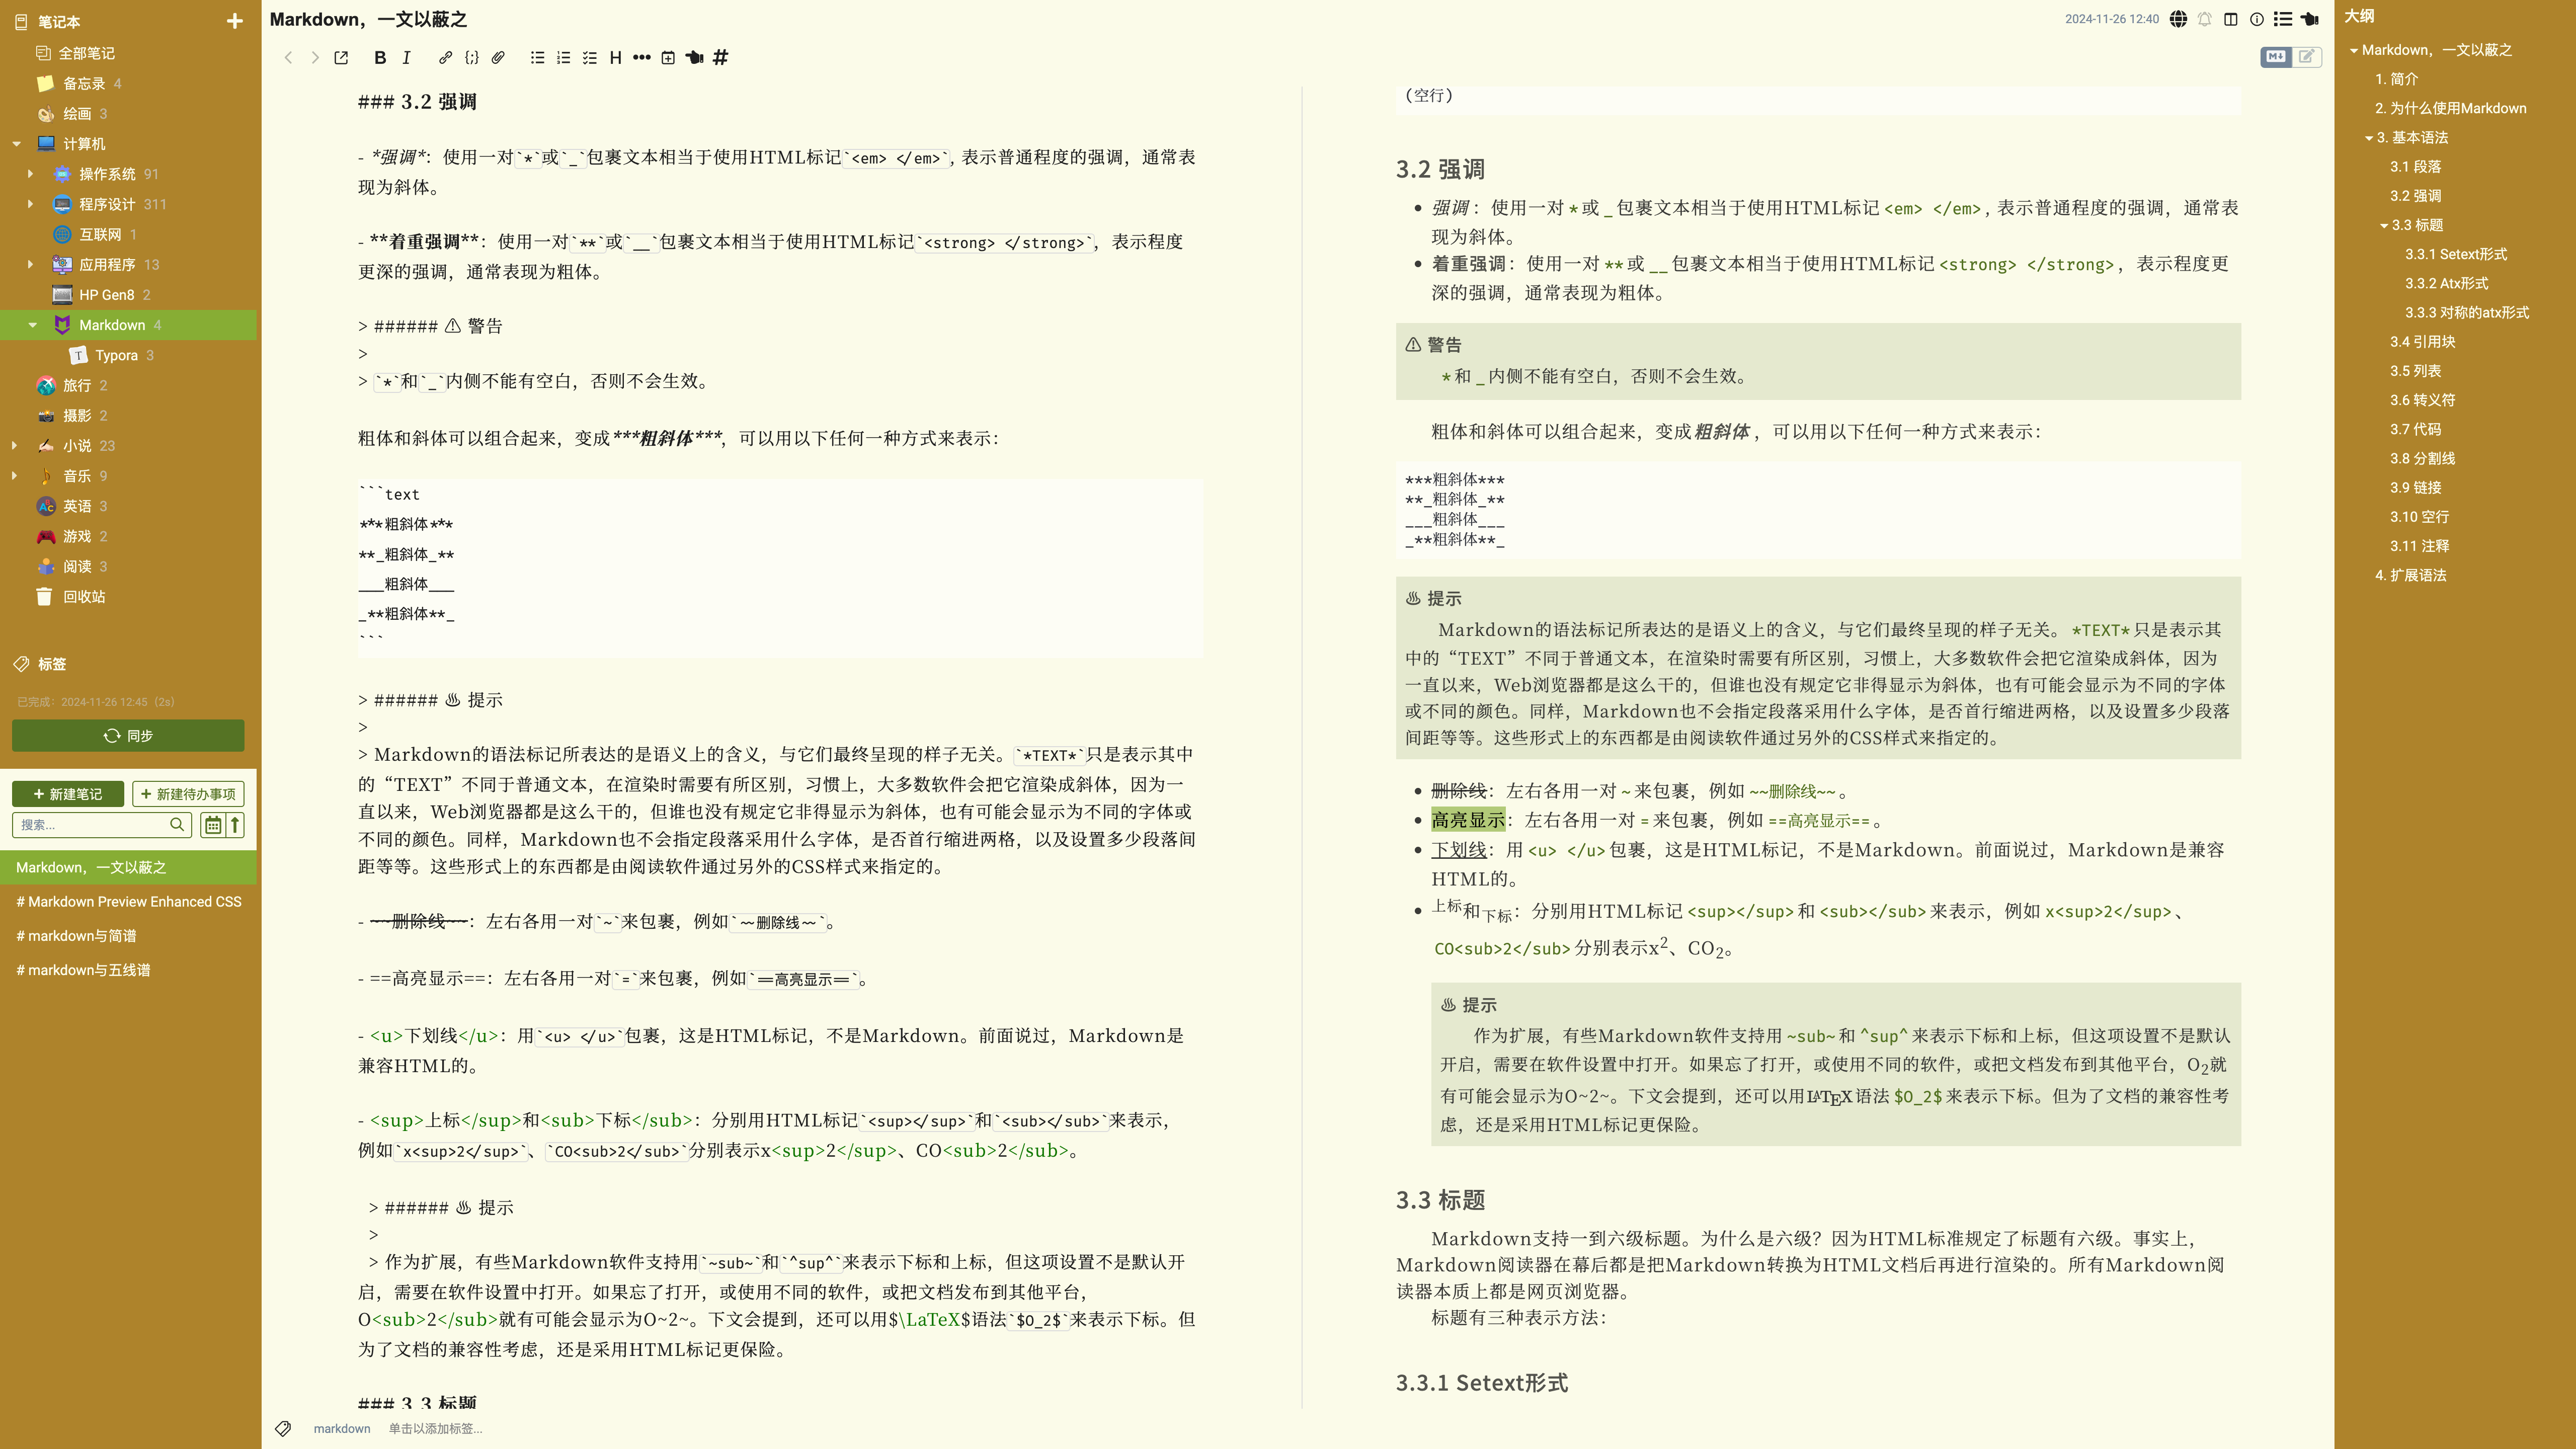 笔记本
全部笔记
备忘录 4
绘画 3
计算机
操作系统 91
程序设计 311
互联网 1
应用程序 13
HP Gen8 2
Markdown 4
Typora 3
旅行 2
摄影 2
小说 23
音乐 9
英语 3
游戏 2
阅读 3
回收站
标签
已完成：2024-11-26 12:45（2s）
同步
+ 新建笔记
+ 新建待办事项
搜索...
Markdown，一文以蔽之
# Markdown Preview Enhanced CSS
# markdown与简谱
# markdown与五线谱
Markdown，一文以蔽之
2024-11-26 12:40
### 3.2 强调
- *强调*：使用一对`*`或`_`包裹文本相当于使用HTML标记`<em> </em>`, 表示普通程度的强调，通常表
现为斜体。
- **着重强调**：使用一对`**`或`__`包裹文本相当于使用HTML标记`<strong> </strong>`，表示程度
更深的强调，通常表现为粗体。
> ###### ⚠ 警告
>
> `*`和`_`内侧不能有空白，否则不会生效。
粗体和斜体可以组合起来，变成***粗斜体***，可以用以下任何一种方式来表示：
```text
***粗斜体***
**_粗斜体_**
___粗斜体___
_**粗斜体**_
```
> ###### ♨ 提示
>
> Markdown的语法标记所表达的是语义上的含义，与它们最终呈现的样子无关。`*TEXT*`只是表示其中
的“TEXT”不同于普通文本，在渲染时需要有所区别，习惯上，大多数软件会把它渲染成斜体，因为一
直以来，Web浏览器都是这么干的，但谁也没有规定它非得显示为斜体，也有可能会显示为不同的字体或
不同的颜色。同样，Markdown也不会指定段落采用什么字体，是否首行缩进两格，以及设置多少段落间
距等等。这些形式上的东西都是由阅读软件通过另外的CSS样式来指定的。
- ~~删除线~~：左右各用一对`~`来包裹，例如`~~删除线~~`。
- ==高亮显示==：左右各用一对`=`来包裹，例如`==高亮显示==`。
- <u>下划线</u>：用`<u> </u>`包裹，这是HTML标记，不是Markdown。前面说过，Markdown是
兼容HTML的。
- <sup>上标</sup>和<sub>下标</sub>：分别用HTML标记`<sup></sup>`和`<sub></sub>`来表示，
例如`x<sup>2</sup>`、`CO<sub>2</sub>`分别表示x<sup>2</sup>、CO<sub>2</sub>。
> ###### ♨ 提示
>
> 作为扩展，有些Markdown软件支持用`~sub~`和`^sup^`来表示下标和上标，但这项设置不是默认开
启，需要在软件设置中打开。如果忘了打开，或使用不同的软件，或把文档发布到其他平台，
O<sub>2</sub>就有可能会显示为O~2~。下文会提到，还可以用$\LaTeX$语法`$O_2$`来表示下标。但
为了文档的兼容性考虑，还是采用HTML标记更保险。
### 3.3 标题
markdown
单击以添加标签...
（空行）
3.2 强调
强调：使用一对 * 或 _ 包裹文本相当于使用HTML标记 <em> </em> , 表示普通程度的强调，通常表
现为斜体。
着重强调：使用一对 ** 或 __ 包裹文本相当于使用HTML标记 <strong> </strong> ，表示程度更
深的强调，通常表现为粗体。
⚠ 警告
* 和 _ 内侧不能有空白，否则不会生效。
粗体和斜体可以组合起来，变成粗斜体，可以用以下任何一种方式来表示：
***粗斜体***
**_粗斜体_**
___粗斜体___
_**粗斜体**_
♨ 提示
Markdown的语法标记所表达的是语义上的含义，与它们最终呈现的样子无关。 *TEXT* 只是表示其
中的“TEXT”不同于普通文本，在渲染时需要有所区别，习惯上，大多数软件会把它渲染成斜体，因为
一直以来，Web浏览器都是这么干的，但谁也没有规定它非得显示为斜体，也有可能会显示为不同的字体
或不同的颜色。同样，Markdown也不会指定段落采用什么字体，是否首行缩进两格，以及设置多少段落
间距等等。这些形式上的东西都是由阅读软件通过另外的CSS样式来指定的。
删除线：左右各用一对 ~ 来包裹，例如 ~~删除线~~ 。
高亮显示：左右各用一对 = 来包裹，例如 ==高亮显示== 。
下划线：用 <u> </u> 包裹，这是HTML标记，不是Markdown。前面说过，Markdown是兼容
HTML的。
上标和下标：分别用HTML标记 <sup></sup> 和 <sub></sub> 来表示，例如 x<sup>2</sup> 、
CO<sub>2</sub> 分别表示x²、CO₂。
♨ 提示
作为扩展，有些Markdown软件支持用 ~sub~ 和 ^sup^ 来表示下标和上标，但这项设置不是默认
开启，需要在软件设置中打开。如果忘了打开，或使用不同的软件，或把文档发布到其他平台，O₂就
有可能会显示为O~2~。下文会提到，还可以用LATEX语法 $O_2$ 来表示下标。但为了文档的兼容性考
虑，还是采用HTML标记更保险。
3.3 标题
Markdown支持一到六级标题。为什么是六级？因为HTML标准规定了标题有六级。事实上，
Markdown阅读器在幕后都是把Markdown转换为HTML文档后再进行渲染的。所有Markdown阅
读器本质上都是网页浏览器。
标题有三种表示方法：
3.3.1 Setext形式
大纲
Markdown，一文以蔽之
1. 简介
2. 为什么使用Markdown
3. 基本语法
3.1 段落
3.2 强调
3.3 标题
3.3.1 Setext形式
3.3.2 Atx形式
3.3.3 对称的atx形式
3.4 引用块
3.5 列表
3.6 转义符
3.7 代码
3.8 分割线
3.9 链接
3.10 空行
3.11 注释
4. 扩展语法